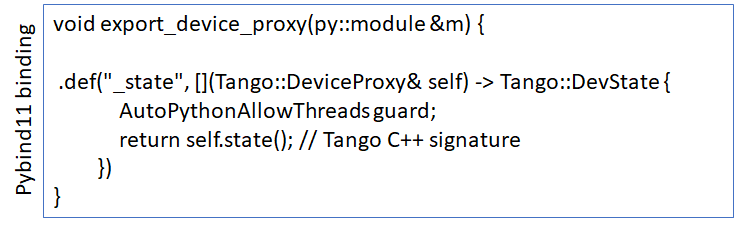 Pybind11 binding
void export_device_proxy(py::module &m) {
.def("_state", [](Tango::DeviceProxy& self) -> Tango::DevState {
AutoPythonAllowThreads guard;
return self.state(); // Tango C++ signature
})
}